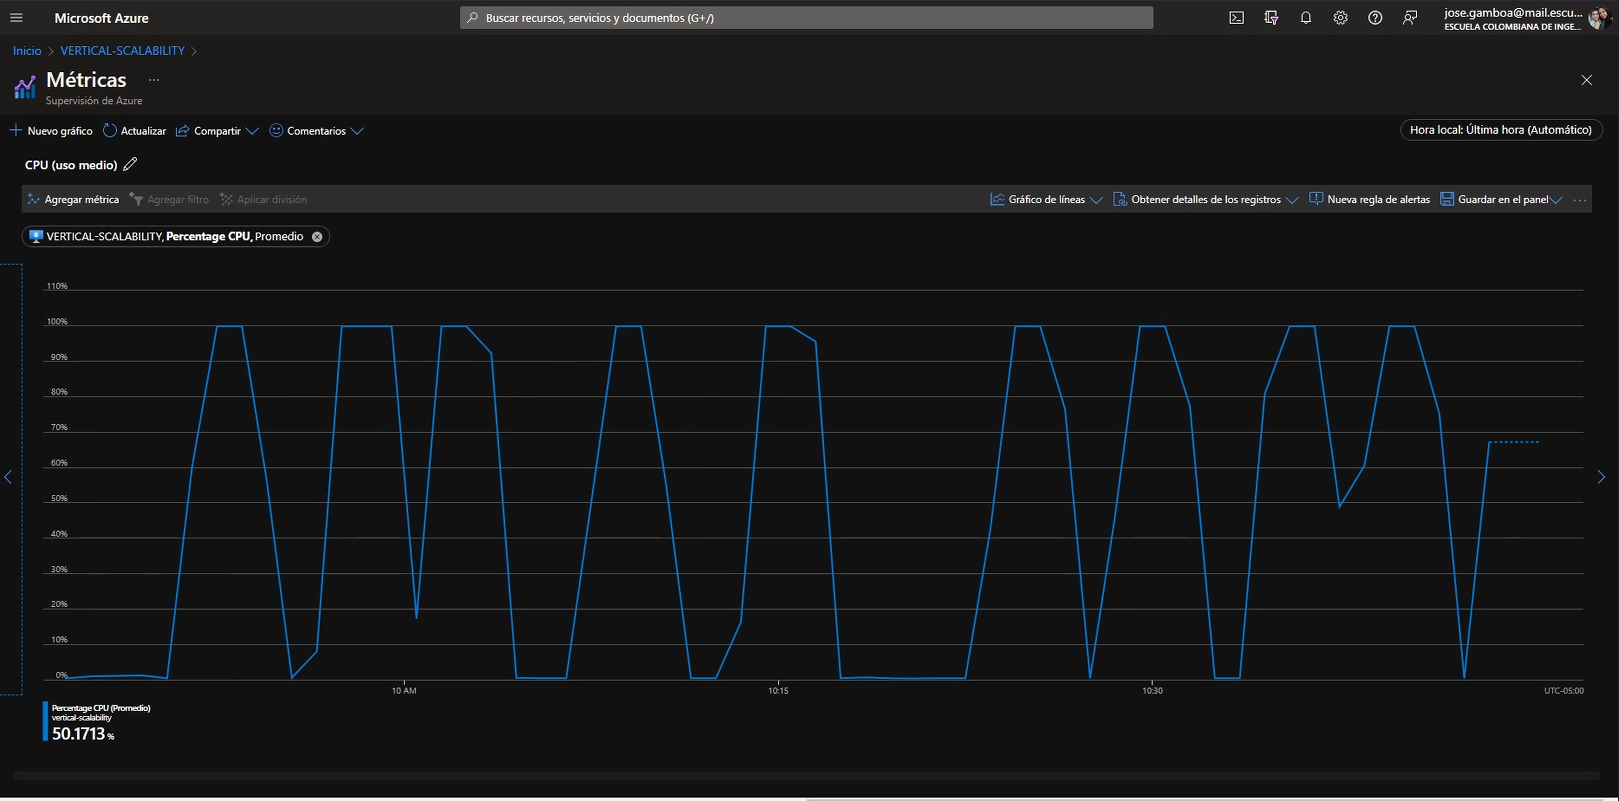 Microsoft Azure
Buscar recursos, servicios y documentos (G+/)
jose.gamboa@mail.escu...
ESCUELA COLOMBIANA DE INGE...
Inicio > VERTICAL-SCALABILITY >
Métricas ...
Supervisión de Azure
Nuevo gráfico Actualizar Compartir Comentarios
Hora local: Última hora (Automático)
CPU (uso medio)
Agregar métrica Agregar filtro Aplicar división Gráfico de líneas Obtener detalles de los registros Nueva regla de alertas Guardar en el panel ...
VERTICAL-SCALABILITY, Percentage CPU, Promedio
110%
100%
90%
80%
70%
60%
50%
40%
30%
20%
10%
0%
10 AM 10:15 10:30 UTC-05:00
Percentage CPU (Promedio)
vertical-scalability
50.1713 %